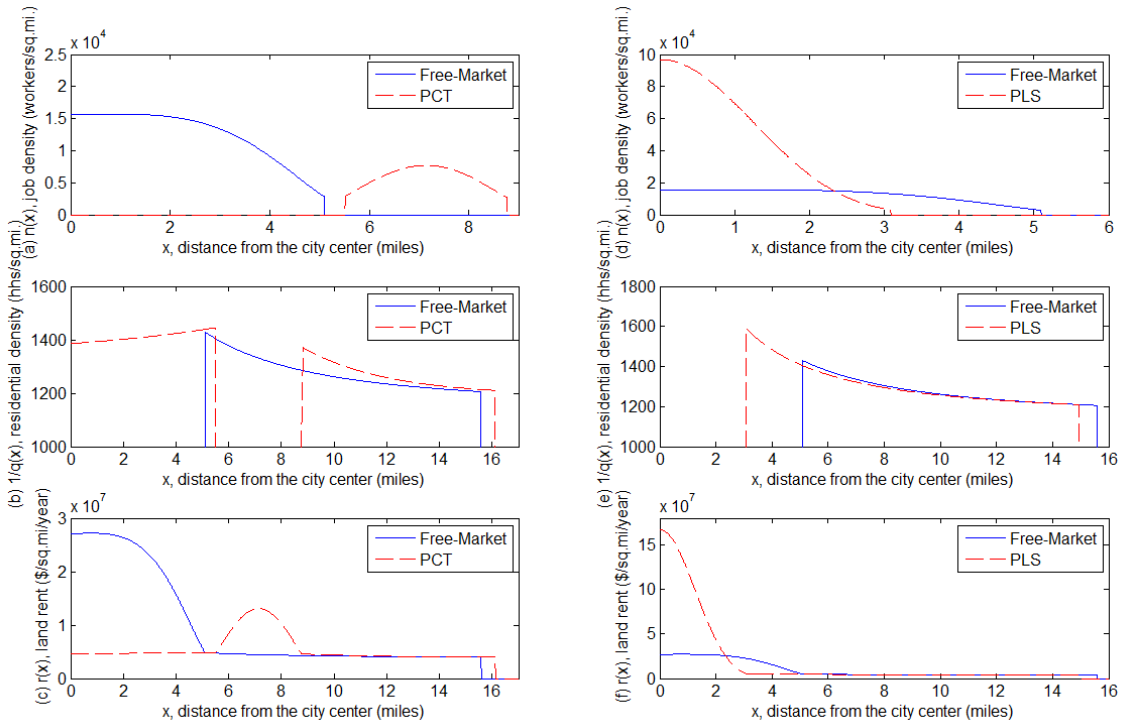 x 10^4
2.5
2
1.5
1
0.5
0
0 2 4 6 8
(a) n(x), job density (workers/sq.mi.)
x, distance from the city center (miles)
Free-Market
PCT
x 10^4
10
8
6
4
2
0
0 1 2 3 4 5 6
(d) n(x), job density (workers/sq.mi.)
x, distance from the city center (miles)
Free-Market
PLS
1600
1400
1200
1000
0 2 4 6 8 10 12 14 16
(b) 1/q(x), residential density (hhs/sq.mi.)
x, distance from the city center (miles)
Free-Market
PCT
1800
1600
1400
1200
1000
0 2 4 6 8 10 12 14 16
(e) 1/q(x), residential density (hhs/sq.mi.)
x, distance from the city center (miles)
Free-Market
PLS
x 10^7
3
2
1
0
0 2 4 6 8 10 12 14 16
(c) r(x), land rent ($/sq.mi/year)
x, distance from the city center (miles)
Free-Market
PCT
x 10^7
15
10
5
0
0 2 4 6 8 10 12 14 16
(f) r(x), land rent ($/sq.mi/year)
x, distance from the city center (miles)
Free-Market
PLS